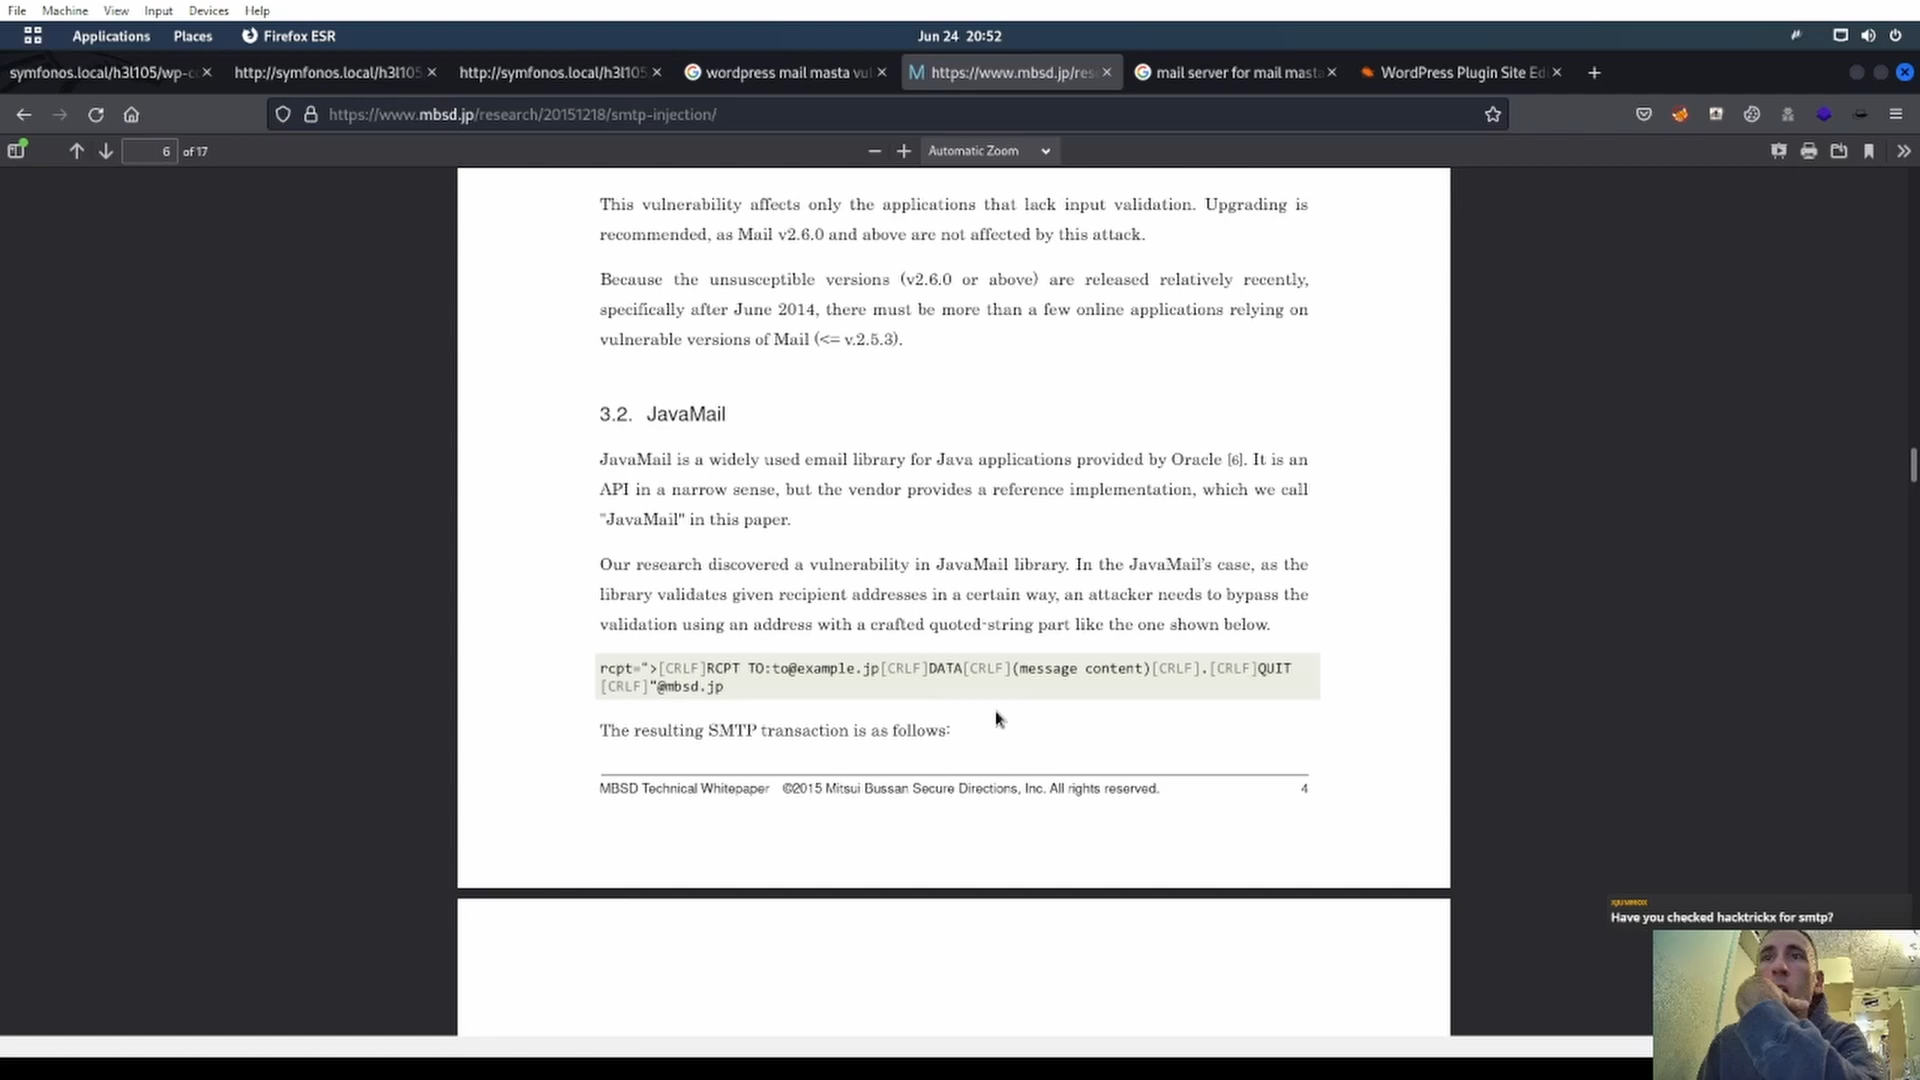 File Machine View Input Devices Help
Applications Places Firefox ESR Jun 24 20:52
symfonos.local/h3l105/wp-c http://symfonos.local/h3l105 http://symfonos.local/h3l105 wordpress mail masta vul https://www.mbsd.jp/res mail server for mail masta WordPress Plugin Site Ed
https://www.mbsd.jp/research/20151218/smtp-injection/
6 of 17 Automatic Zoom
This vulnerability affects only the applications that lack input validation. Upgrading is
recommended, as Mail v2.6.0 and above are not affected by this attack.
Because the unsusceptible versions (v2.6.0 or above) are released relatively recently,
specifically after June 2014, there must be more than a few online applications relying on
vulnerable versions of Mail (<= v.2.5.3).
3.2. JavaMail
JavaMail is a widely used email library for Java applications provided by Oracle [6]. It is an
API in a narrow sense, but the vendor provides a reference implementation, which we call
"JavaMail" in this paper.
Our research discovered a vulnerability in JavaMail library. In the JavaMail's case, as the
library validates given recipient addresses in a certain way, an attacker needs to bypass the
validation using an address with a crafted quoted-string part like the one shown below.
rcpt=">[CRLF]RCPT TO:to@example.jp[CRLF]DATA[CRLF](message content)[CRLF].[CRLF]QUIT
[CRLF]"@mbsd.jp
The resulting SMTP transaction is as follows:
MBSD Technical Whitepaper ©2015 Mitsui Bussan Secure Directions, Inc. All rights reserved. 4
Have you checked hacktrickx for smtp?